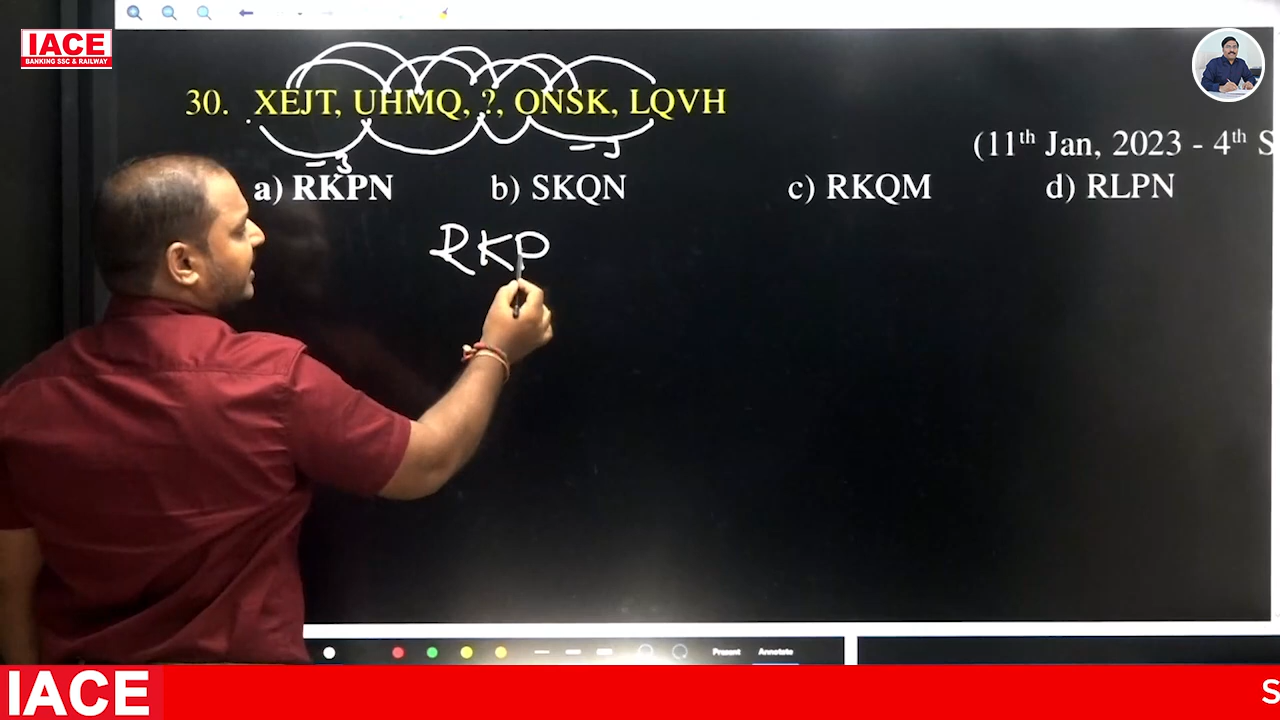 IACE
BANKING SSC & RAILWAY
30. XEJT, UHMQ, ?, ONSK, LQVH
-3
-3
(11th Jan, 2023 - 4th S
a) RKPN b) SKQN c) RKQM d) RLPN
RKP
Present Annotate
IACE
S